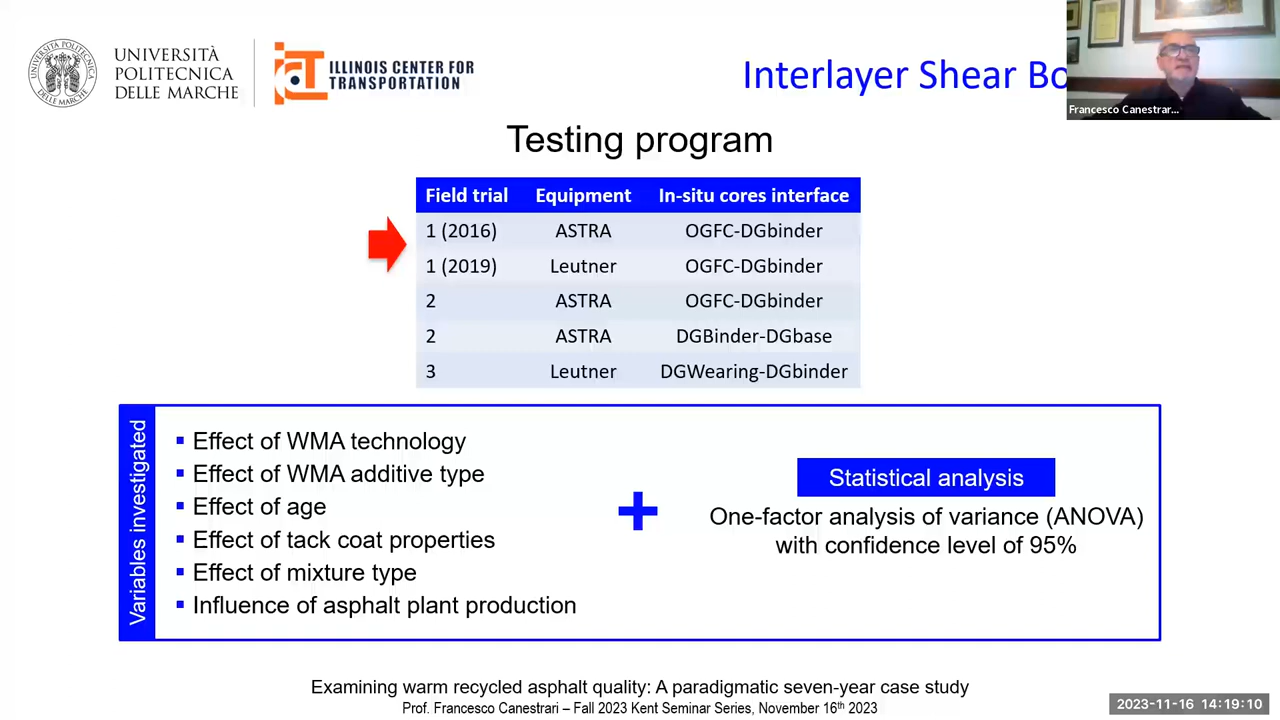 UNIVERSITÀ
POLITECNICA
DELLE MARCHE
ILLINOIS CENTER FOR
TRANSPORTATION
Interlayer Shear Bo
Francesco Canestrar...
Testing program
Field trial Equipment In-situ cores interface
1 (2016) ASTRA OGFC-DGbinder
1 (2019) Leutner OGFC-DGbinder
2 ASTRA OGFC-DGbinder
2 ASTRA DGBinder-DGbase
3 Leutner DGWearing-DGbinder
Variables investigated
▪ Effect of WMA technology
▪ Effect of WMA additive type
▪ Effect of age
▪ Effect of tack coat properties
▪ Effect of mixture type
▪ Influence of asphalt plant production
+
Statistical analysis
One-factor analysis of variance (ANOVA)
with confidence level of 95%
Examining warm recycled asphalt quality: A paradigmatic seven-year case study
Prof. Francesco Canestrari – Fall 2023 Kent Seminar Series, November 16th 2023
2023-11-16 14:19:10